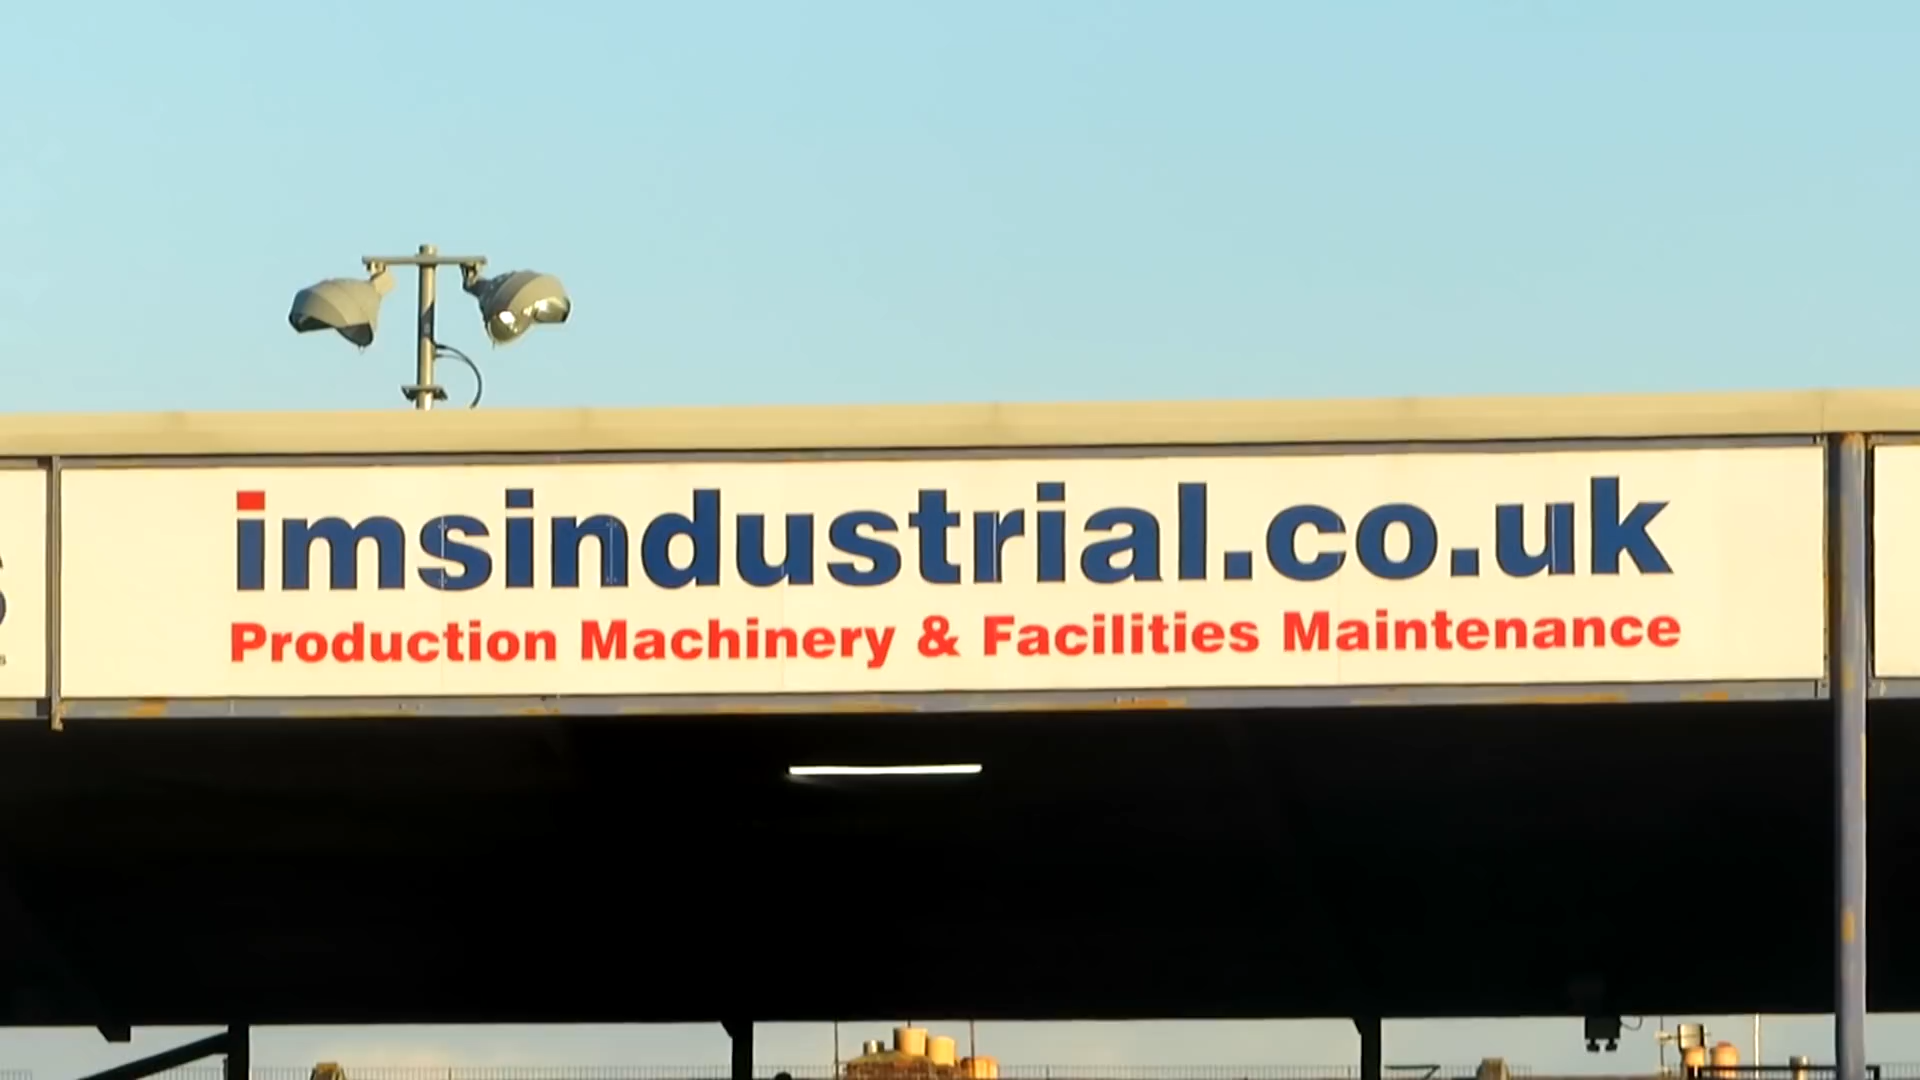 imsindustrial.co.uk
Production Machinery & Facilities Maintenance